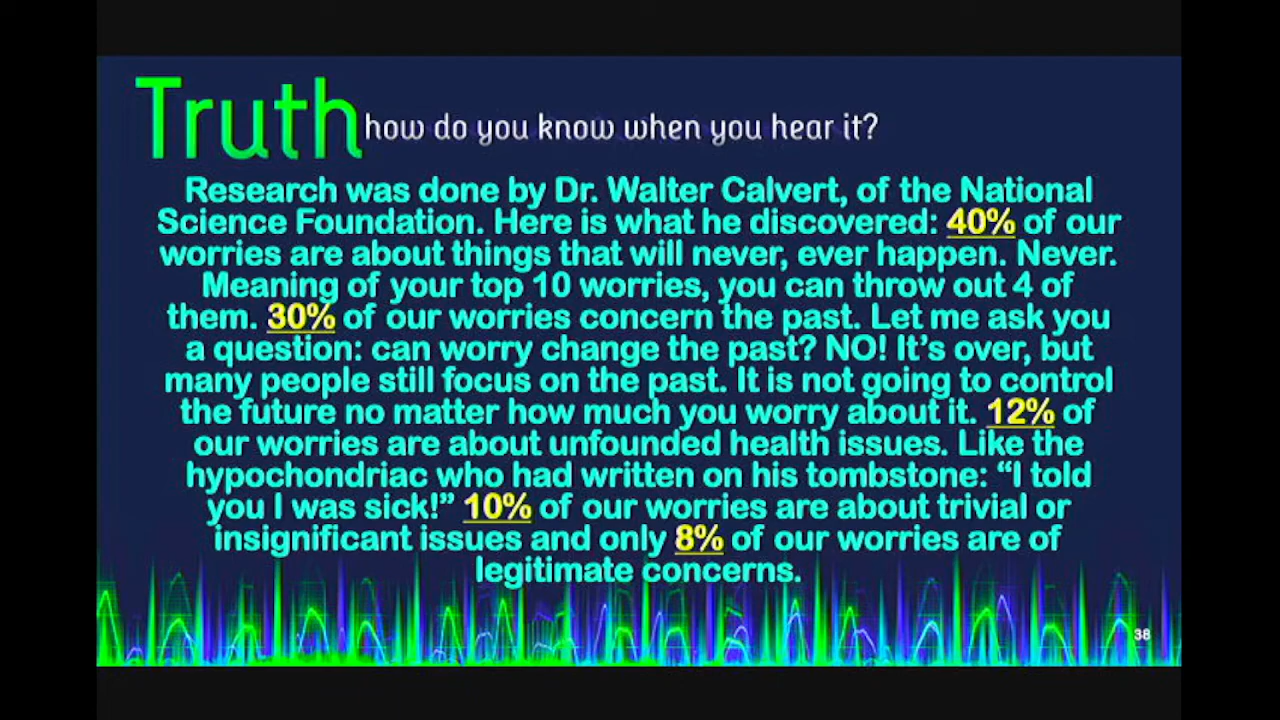 Truth how do you know when you hear it?
Research was done by Dr. Walter Calvert, of the National
Science Foundation. Here is what he discovered: 40% of our
worries are about things that will never, ever happen. Never.
Meaning of your top 10 worries, you can throw out 4 of
them. 30% of our worries concern the past. Let me ask you
a question: can worry change the past? NO! It's over, but
many people still focus on the past. It is not going to control
the future no matter how much you worry about it. 12% of
our worries are about unfounded health issues. Like the
hypochondriac who had written on his tombstone: “I told
you I was sick!” 10% of our worries are about trivial or
insignificant issues and only 8% of our worries are of
legitimate concerns.
38